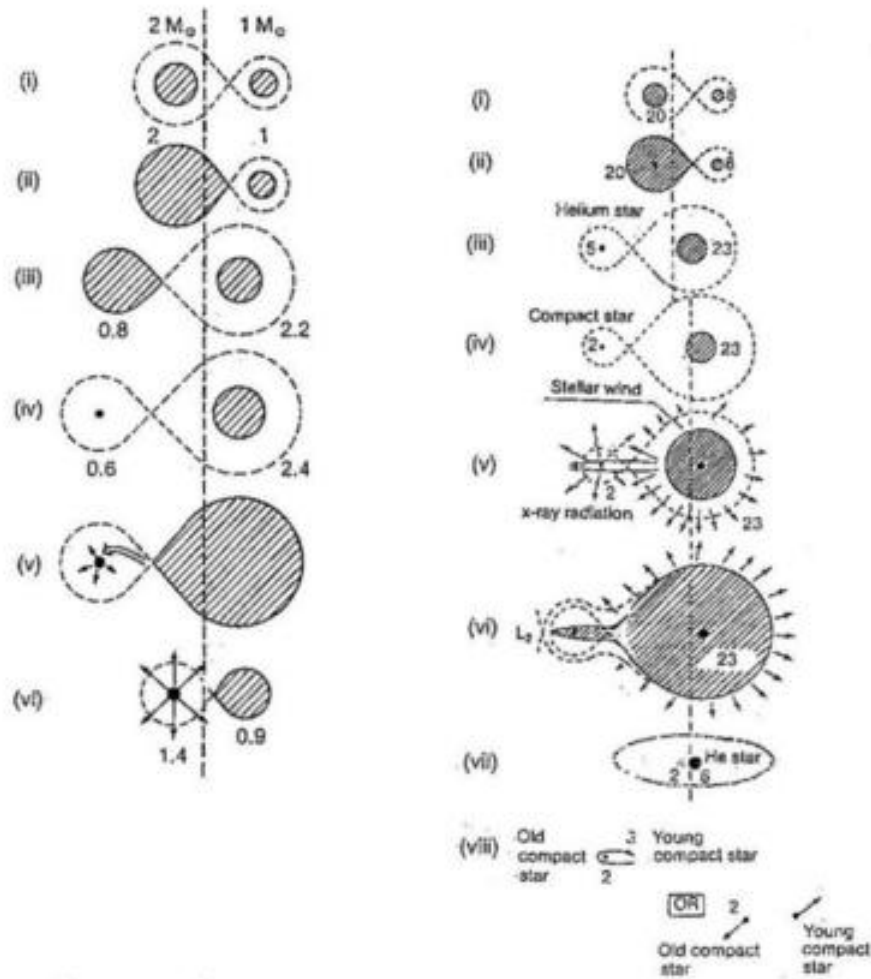 2 M⊙ 1 M⊙
(i)
2 1
(ii)
(iii)
0.8 2.2
(iv)
0.6 2.4
(v)
(vi)
1.4 0.9
(i)
20 8
(ii)
20 8
Helium star
(iii) 5 23
Compact star
(iv) 2 23
Stellar wind
(v)
2
x-ray radiation 23
(vi) L₂
23
(vii) He star
2 6
(viii) Old 3 Young
compact compact star
star 2
OR 2
Old compact Young
star compact
star